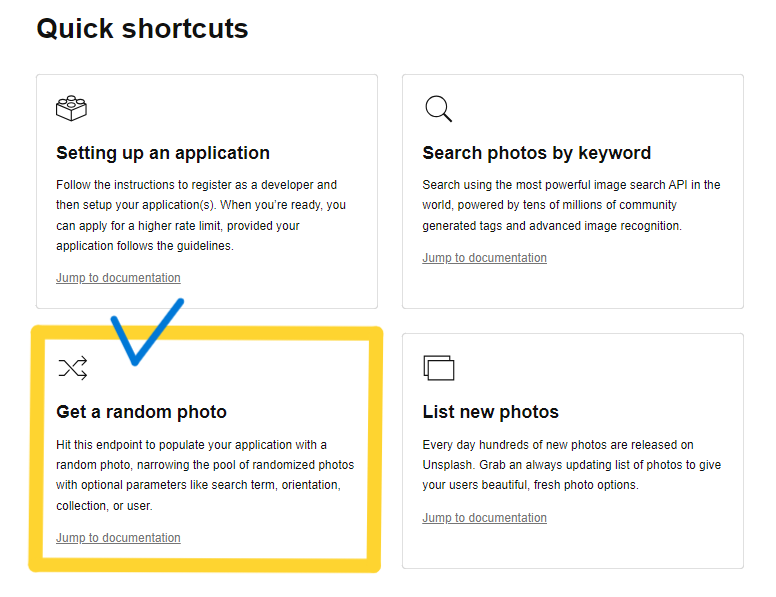 Quick shortcuts
Setting up an application
Follow the instructions to register as a developer and
then setup your application(s). When you’re ready, you
can apply for a higher rate limit, provided your
application follows the guidelines.
Jump to documentation
Search photos by keyword
Search using the most powerful image search API in the
world, powered by tens of millions of community
generated tags and advanced image recognition.
Jump to documentation
Get a random photo
Hit this endpoint to populate your application with a
random photo, narrowing the pool of randomized photos
with optional parameters like search term, orientation,
collection, or user.
Jump to documentation
List new photos
Every day hundreds of new photos are released on
Unsplash. Grab an always updating list of photos to give
your users beautiful, fresh photo options.
Jump to documentation